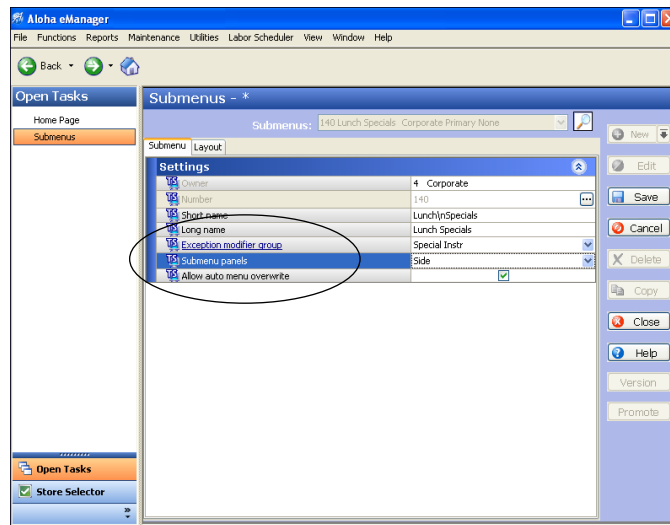 Aloha eManager
File Functions Reports Maintenance Utilities Labor Scheduler View Window Help
Back
Open Tasks
Home Page
Submenus
Submenus - *
Submenus: 140 Lunch Specials Corporate Primary None
Submenu Layout
Settings
Owner 4 Corporate
Number 140 ...
Short name Lunch\nSpecials
Long name Lunch Specials
Exception modifier group Special Instr
Submenu panels Side
Allow auto menu overwrite
New
Edit
Save
Cancel
Delete
Copy
Close
Help
Version
Promote
Open Tasks
Store Selector